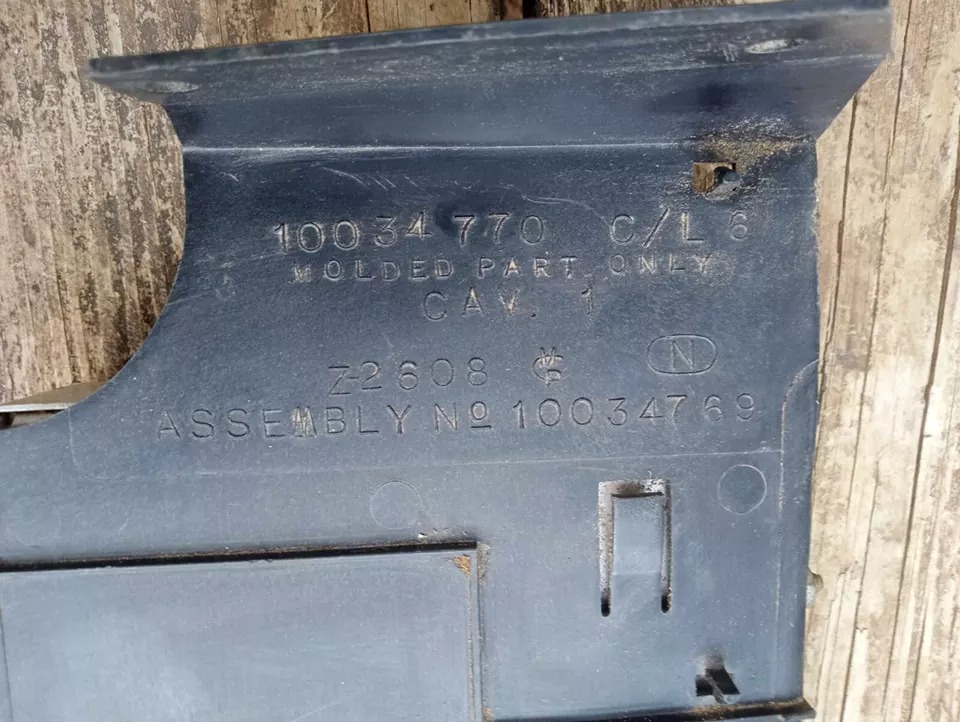 10034770 C/L 6
MOLDED PART ONLY
CAV. 1
Z-2608 M N
ASSEMBLY Nº 10034769